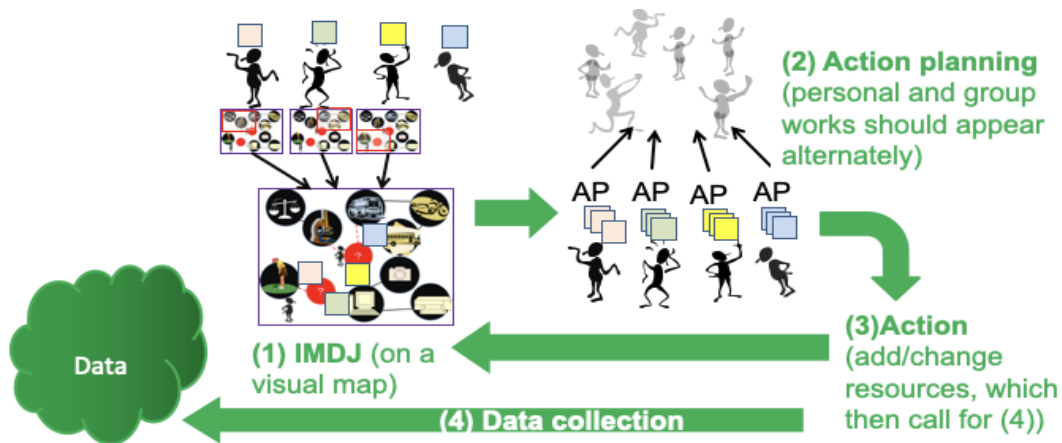 (2) Action planning
(personal and group
works should appear
alternately)
AP AP AP AP
?
?
Data
(1) IMDJ (on a
visual map)
(3)Action
(add/change
resources, which
then call for (4))
(4) Data collection